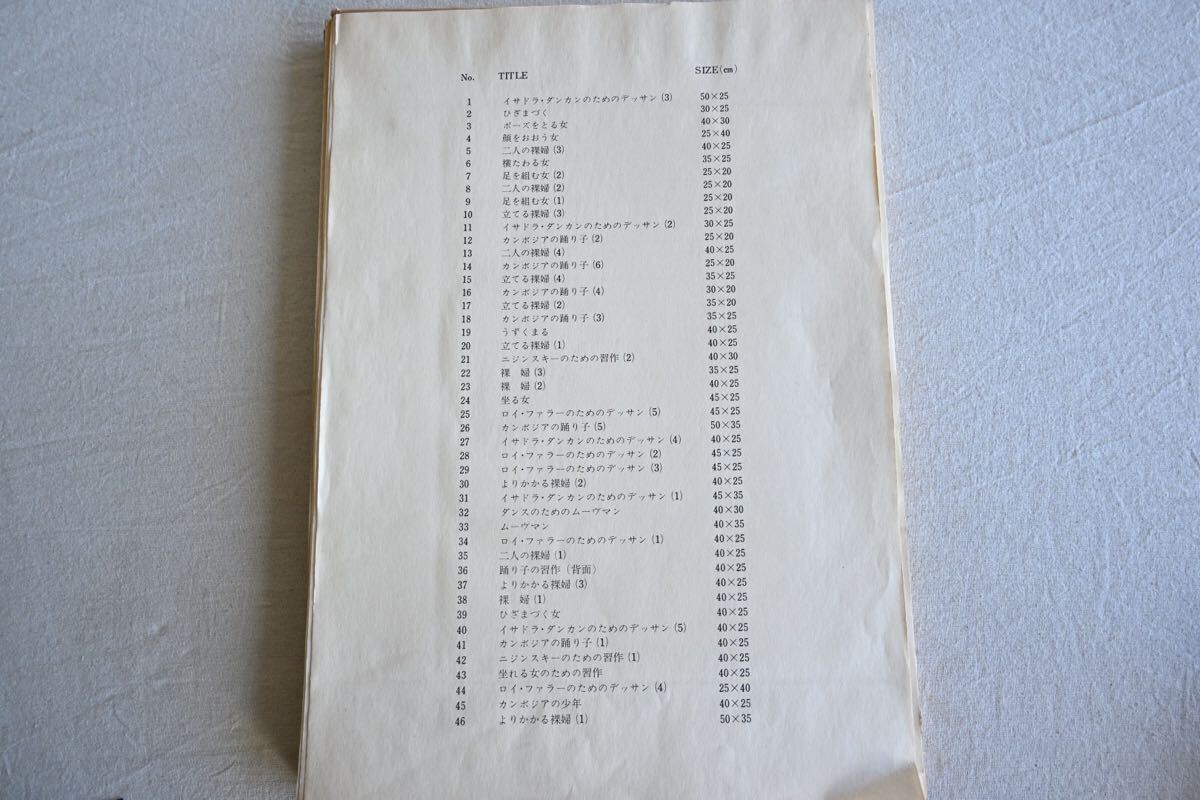 No. TITLE SIZE(cm)
1 イサドラ・ダンカンのためのデッサン(3) 50×25
2 ひざまづく 30×25
3 ポーズをとる女 40×30
4 顔をおおう女 25×40
5 二人の裸婦(3) 40×25
6 横たわる女 35×25
7 足を組む女(2) 25×20
8 二人の裸婦(2) 25×20
9 足を組む女(1) 25×20
10 立てる裸婦(3) 25×20
11 イサドラ・ダンカンのためのデッサン(2) 30×25
12 カンボジアの踊り子(2) 25×20
13 二人の裸婦(4) 40×25
14 カンボジアの踊り子(6) 25×20
15 立てる裸婦(4) 35×25
16 カンボジアの踊り子(4) 30×20
17 立てる裸婦(2) 35×20
18 カンボジアの踊り子(3) 35×25
19 うずくまる 40×25
20 立てる裸婦(1) 40×25
21 ニジンスキーのための習作(2) 40×30
22 裸 婦(3) 35×25
23 裸 婦(2) 40×25
24 坐る女 45×25
25 ロイ・ファラーのためのデッサン(5) 45×25
26 カンボジアの踊り子(5) 50×35
27 イサドラ・ダンカンのためのデッサン(4) 40×25
28 ロイ・ファラーのためのデッサン(2) 45×25
29 ロイ・ファラーのためのデッサン(3) 45×25
30 よりかかる裸婦(2) 40×25
31 イサドラ・ダンカンのためのデッサン(1) 45×35
32 ダンスのためのムーヴマン 40×30
33 ムーヴマン 40×35
34 ロイ・ファラーのためのデッサン(1) 40×25
35 二人の裸婦(1) 40×25
36 踊り子の習作(背面) 40×25
37 よりかかる裸婦(3) 40×25
38 裸 婦(1) 40×25
39 ひざまづく女 40×25
40 イサドラ・ダンカンのためのデッサン(5) 40×25
41 カンボジアの踊り子(1) 40×25
42 ニジンスキーのための習作(1) 40×25
43 坐れる女のための習作 40×25
44 ロイ・ファラーのためのデッサン(4) 25×40
45 カンボジアの少年 40×25
46 よりかかる裸婦(1) 50×35